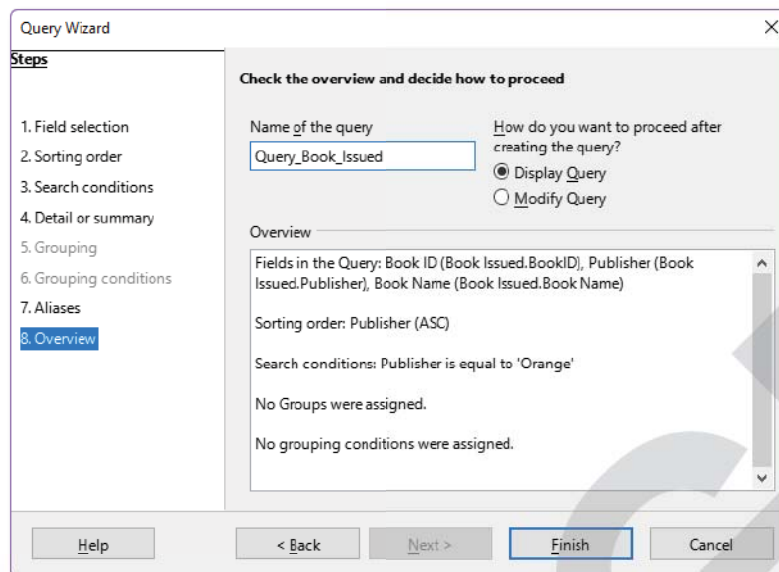 Query Wizard
Steps
1. Field selection
2. Sorting order
3. Search conditions
4. Detail or summary
5. Grouping
6. Grouping conditions
7. Aliases
8. Overview
Check the overview and decide how to proceed
Name of the query
Query_Book_Issued
How do you want to proceed after
creating the query?
Display Query
Modify Query
Overview
Fields in the Query: Book ID (Book Issued.BookID), Publisher (Book
Issued.Publisher), Book Name (Book Issued.Book Name)
Sorting order: Publisher (ASC)
Search conditions: Publisher is equal to 'Orange'
No Groups were assigned.
No grouping conditions were assigned.
Help
< Back
Next >
Finish
Cancel